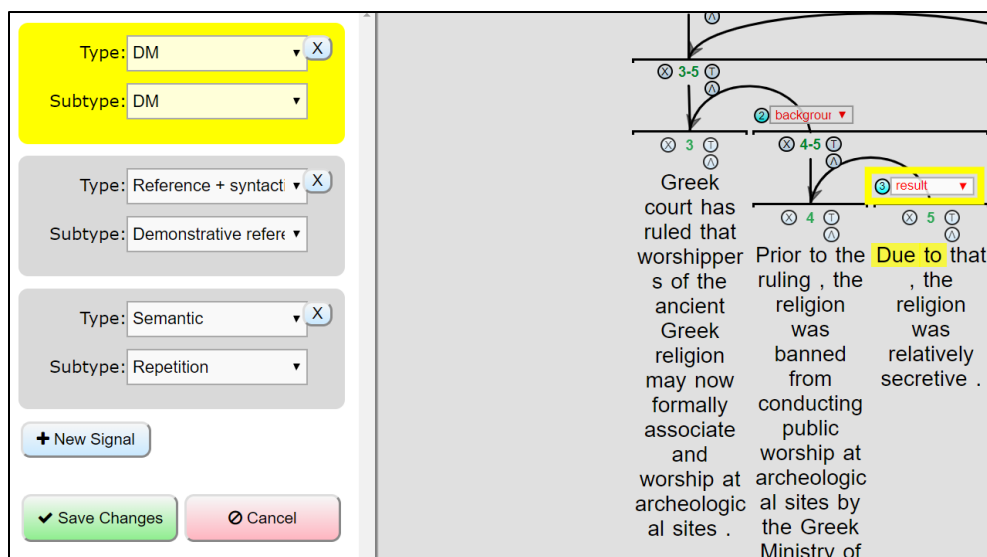 Type: DM X
Subtype: DM
Type: Reference + syntacti X
Subtype: Demonstrative refere
Type: Semantic X
Subtype: Repetition
+ New Signal
Save Changes
Cancel
Λ
X 3-5 T
Λ
2 backgrour
X 3 T
Λ
X 4-5 T
Λ
3 result
X 4 T
Λ
X 5 T
Λ
Greek
court has
ruled that
worshipper
s of the
ancient
Greek
religion
may now
formally
associate
and
worship at
archeologic
al sites .
Prior to the
ruling , the
religion
was
banned
from
conducting
public
worship at
archeologic
al sites by
the Greek
Ministry of
Due to that
, the
religion
was
relatively
secretive .